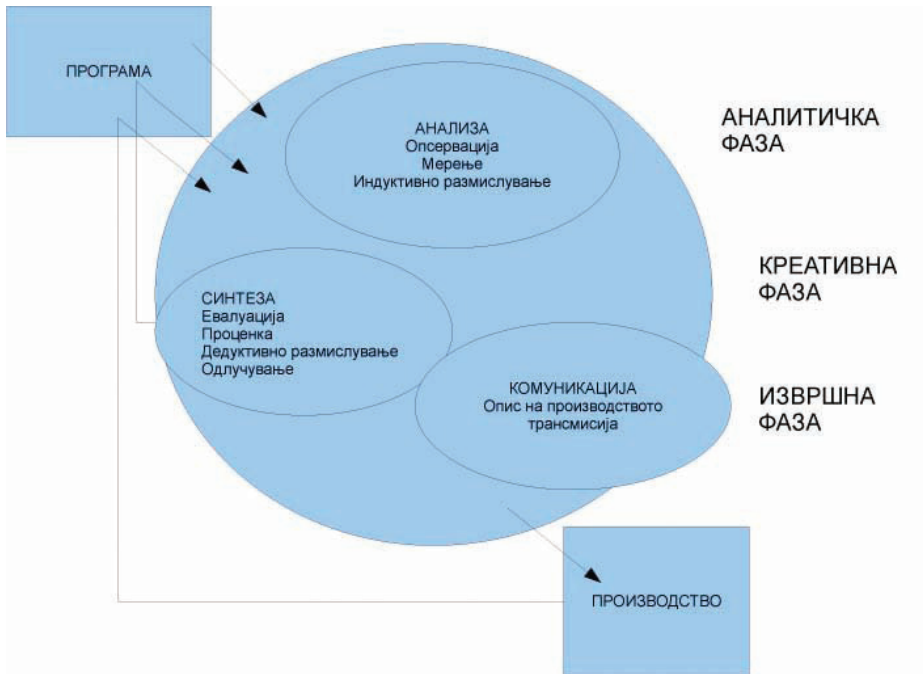 ПРОГРАМА
АНАЛИЗА
Опсервација
Мерење
Индуктивно размислување
АНАЛИТИЧКА
ФАЗА
КРЕАТИВНА
ФАЗА
СИНТЕЗА
Евалуација
Проценка
Дедуктивно размислување
Одлучување
КОМУНИКАЦИЈА
Опис на производството
трансмисија
ИЗВРШНА
ФАЗА
ПРОИЗВОДСТВО